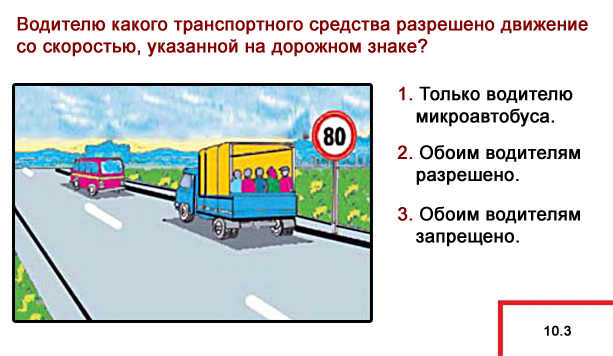 Водителю какого транспортного средства разрешено движение
со скоростью, указанной на дорожном знаке?
80
1. Только водителю
микроавтобуса.
2. Обоим водителям
разрешено.
3. Обоим водителям
запрещено.
10.3